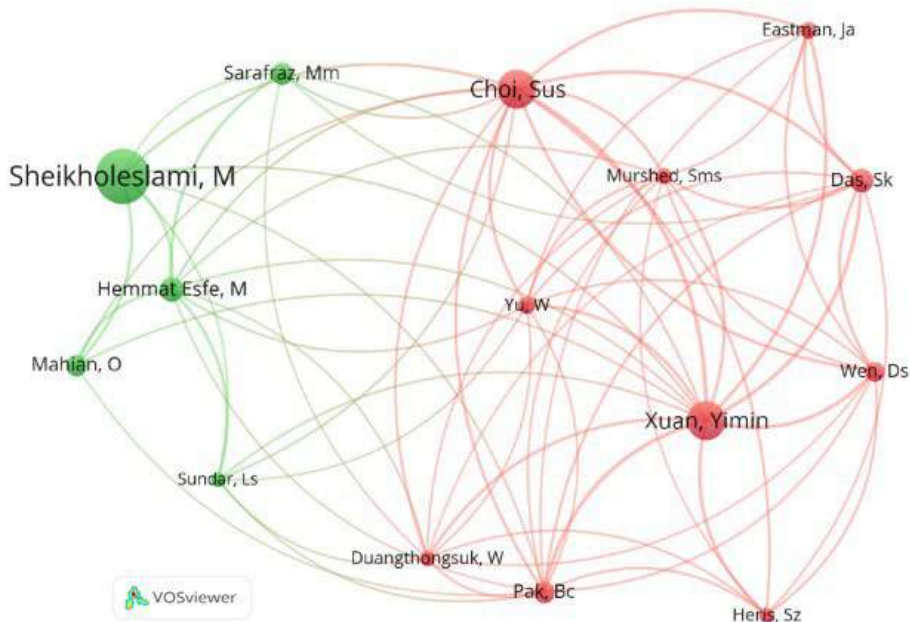 Eastman, Ja
Sarafraz, Mm
Choi, Sus
Sheikholeslami, M
Murshed, Sms
Das, Sk
Hemmat Esfe, M
Yu, W
Mahian, O
Wen, Ds
Xuan, Yimin
Sundar, Ls
Duangthongsuk, W
Pak, Bc
VOSviewer
Heris, Sz